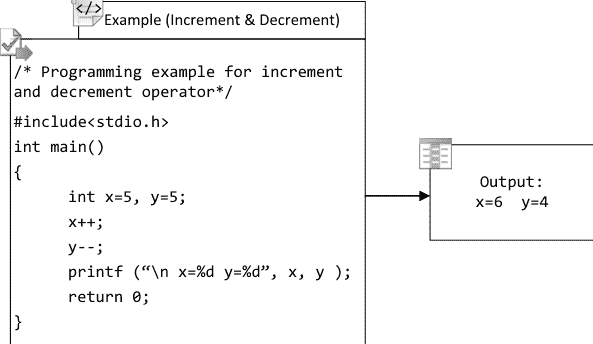 </>
Example (Increment & Decrement)
/* Programming example for increment
and decrement operator*/
#include<stdio.h>
int main()
{
int x=5, y=5;
x++;
y--;
printf (“\n x=%d y=%d”, x, y );
return 0;
}
Output:
x=6  y=4